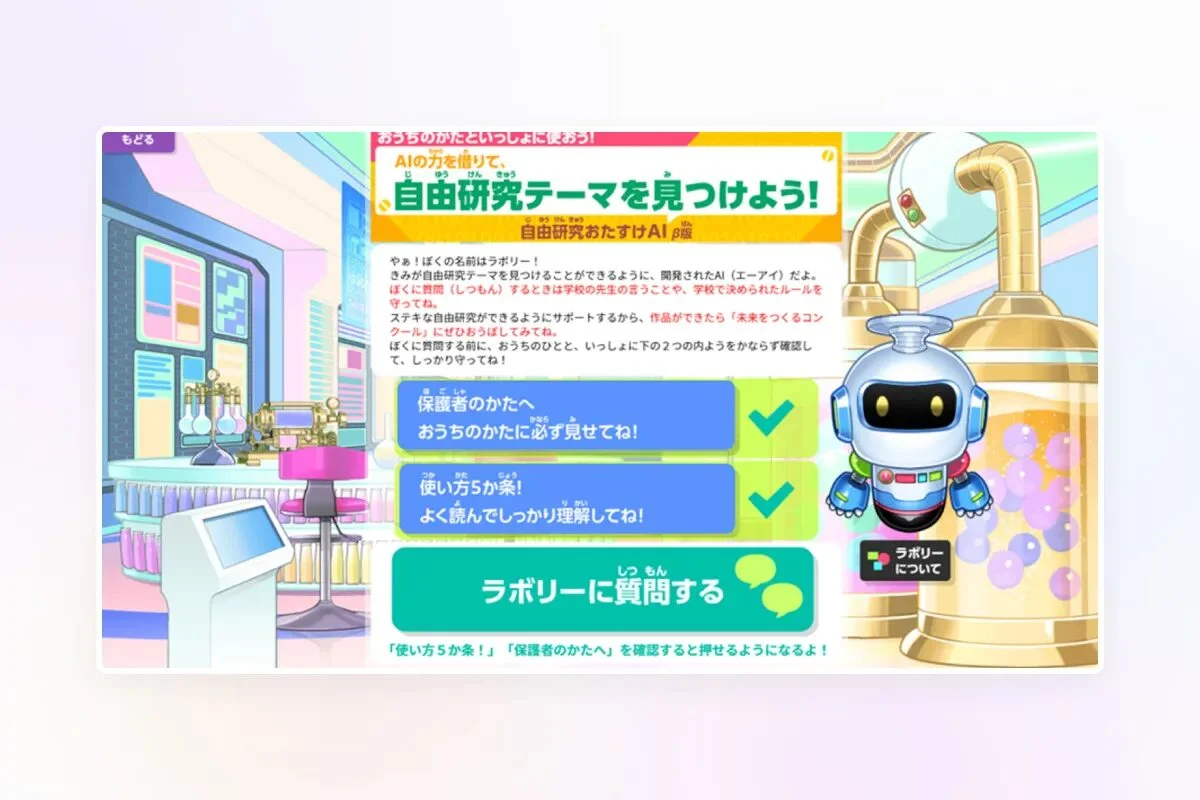 もどる
おうちのかたといっしょに使おう!
AIの力を借りて、
自由研究テーマを見つけよう!
自由研究おたすけAI β版
やぁ!ぼくの名前はラボリー!
きみが自由研究テーマを見つけることができるように、開発されたAI(エーアイ)だよ。
ぼくに質問(しつもん)するときは学校の先生の言うことや、学校で決められたルールを
守ってね。
ステキな自由研究ができるようにサポートするから、作品ができたら「未来をつくるコン
クール」にぜひおうぼしてみてね。
ぼくに質問する前に、おうちのひとと、いっしょに下の2つの内ようをかならず確認し
て、しっかり守ってね!
保護者のかたへ
おうちのかたに必ず見せてね!
使い方5か条!
よく読んでしっかり理解してね!
ラボリーに質問する
「使い方5か条!」「保護者のかたへ」を確認すると押せるようになるよ!
ラボリー
について